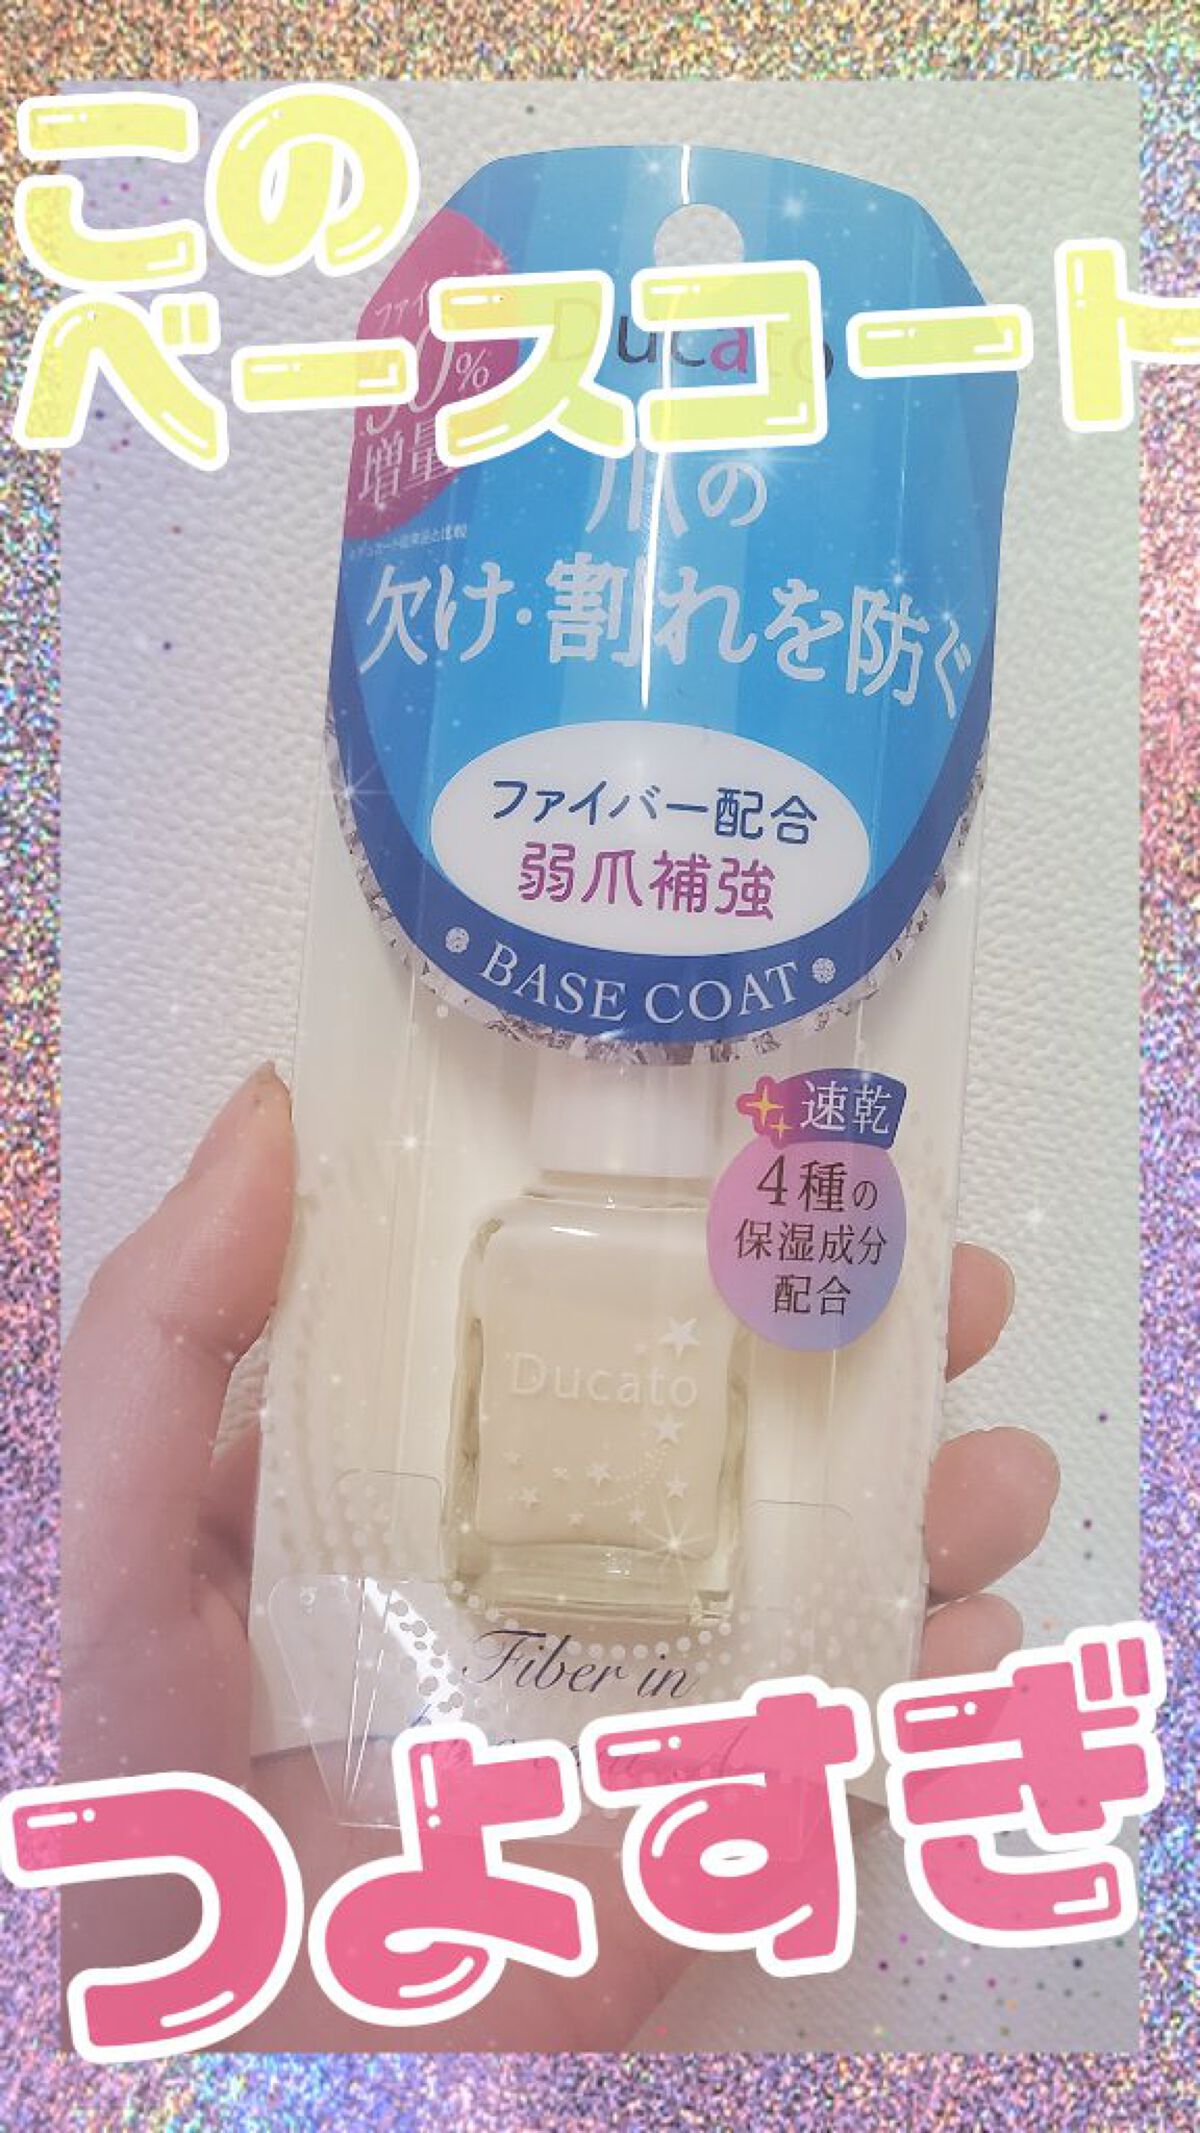 この
ベースコート
ファイ
50%
増量
Ducato
爪の
欠け・割れを防ぐ
ファイバー配合
弱爪補強
BASE COAT
速乾
4種の
保湿成分
配合
Ducato
Fiber in
つよすぎ